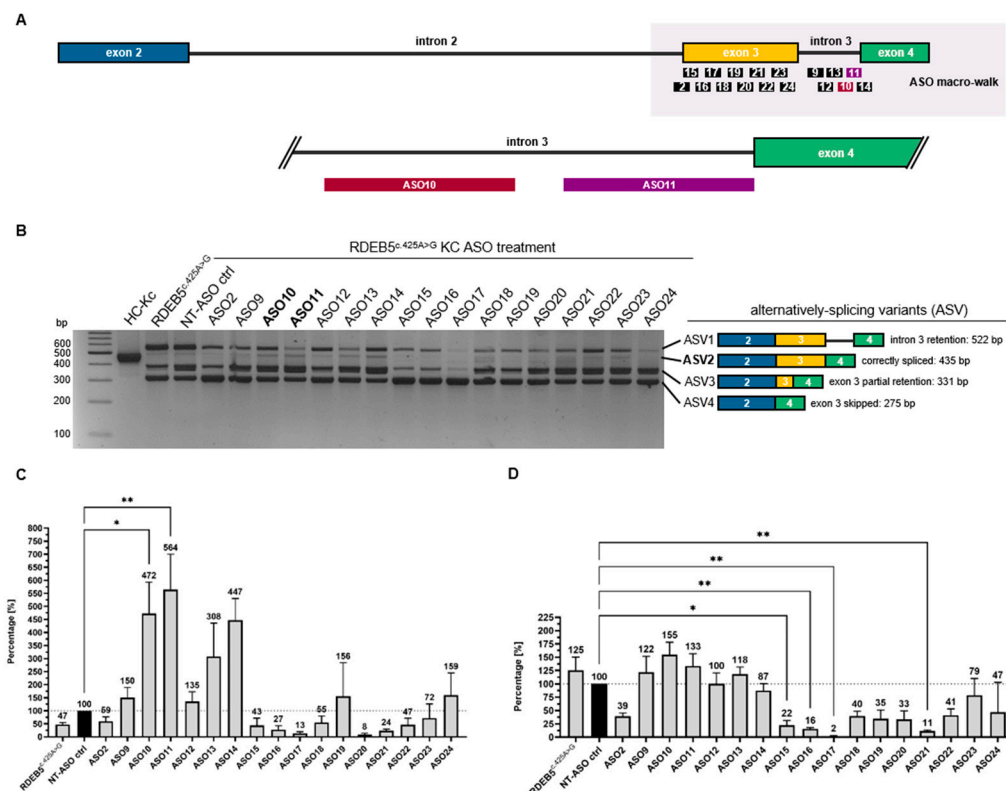 A
exon 2
intron 2
exon 3
intron 3
exon 4
15 17 19 21 23
9 13 11
2 16 18 20 22 24
12 10 14
ASO macro-walk
intron 3
exon 4
ASO10
ASO11
B
RDEB5c.425A>G KC ASO treatment
HC-Kc
RDEB5c.425A>G
NT-ASO ctrl
ASO2
ASO9
ASO10
ASO11
ASO12
ASO13
ASO14
ASO15
ASO16
ASO17
ASO18
ASO19
ASO20
ASO21
ASO22
ASO23
ASO24
bp
600
500
400
300
200
100
alternatively-splicing variants (ASV)
ASV1 2 3 4 intron 3 retention: 522 bp
ASV2 2 3 4 correctly spliced: 435 bp
ASV3 2 3 4 exon 3 partial retention: 331 bp
ASV4 2 4 exon 3 skipped: 275 bp
C
Percentage [%]
800
750
700
650
600
550
500
450
400
350
300
250
200
150
100
50
0
**
*
47
100
59
150
472
564
135
308
447
43
27
13
55
156
8
24
47
72
159
RDEB5c.425A>G
NT-ASO ctrl
ASO2
ASO9
ASO10
ASO11
ASO12
ASO13
ASO14
ASO15
ASO16
ASO17
ASO18
ASO19
ASO20
ASO21
ASO22
ASO23
ASO24
D
Percentage [%]
225
200
175
150
125
100
75
50
25
0
**
**
**
*
125
100
39
122
155
133
100
118
87
22
16
2
40
35
33
11
41
79
47
RDEB5c.425A>G
NT-ASO ctrl
ASO2
ASO9
ASO10
ASO11
ASO12
ASO13
ASO14
ASO15
ASO16
ASO17
ASO18
ASO19
ASO20
ASO21
ASO22
ASO23
ASO24